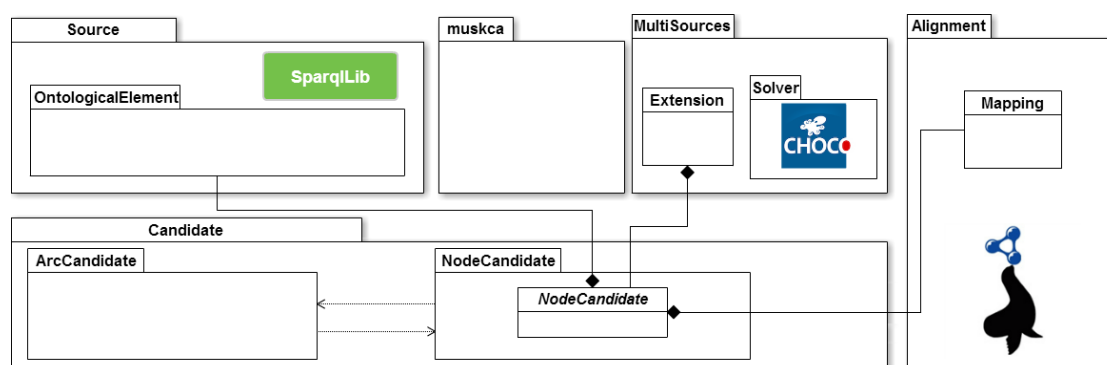 Source
muskca
MultiSources
Alignment
SparqlLib
OntologicalElement
Extension
Solver
Mapping
CHOCO
Candidate
ArcCandidate
NodeCandidate
NodeCandidate